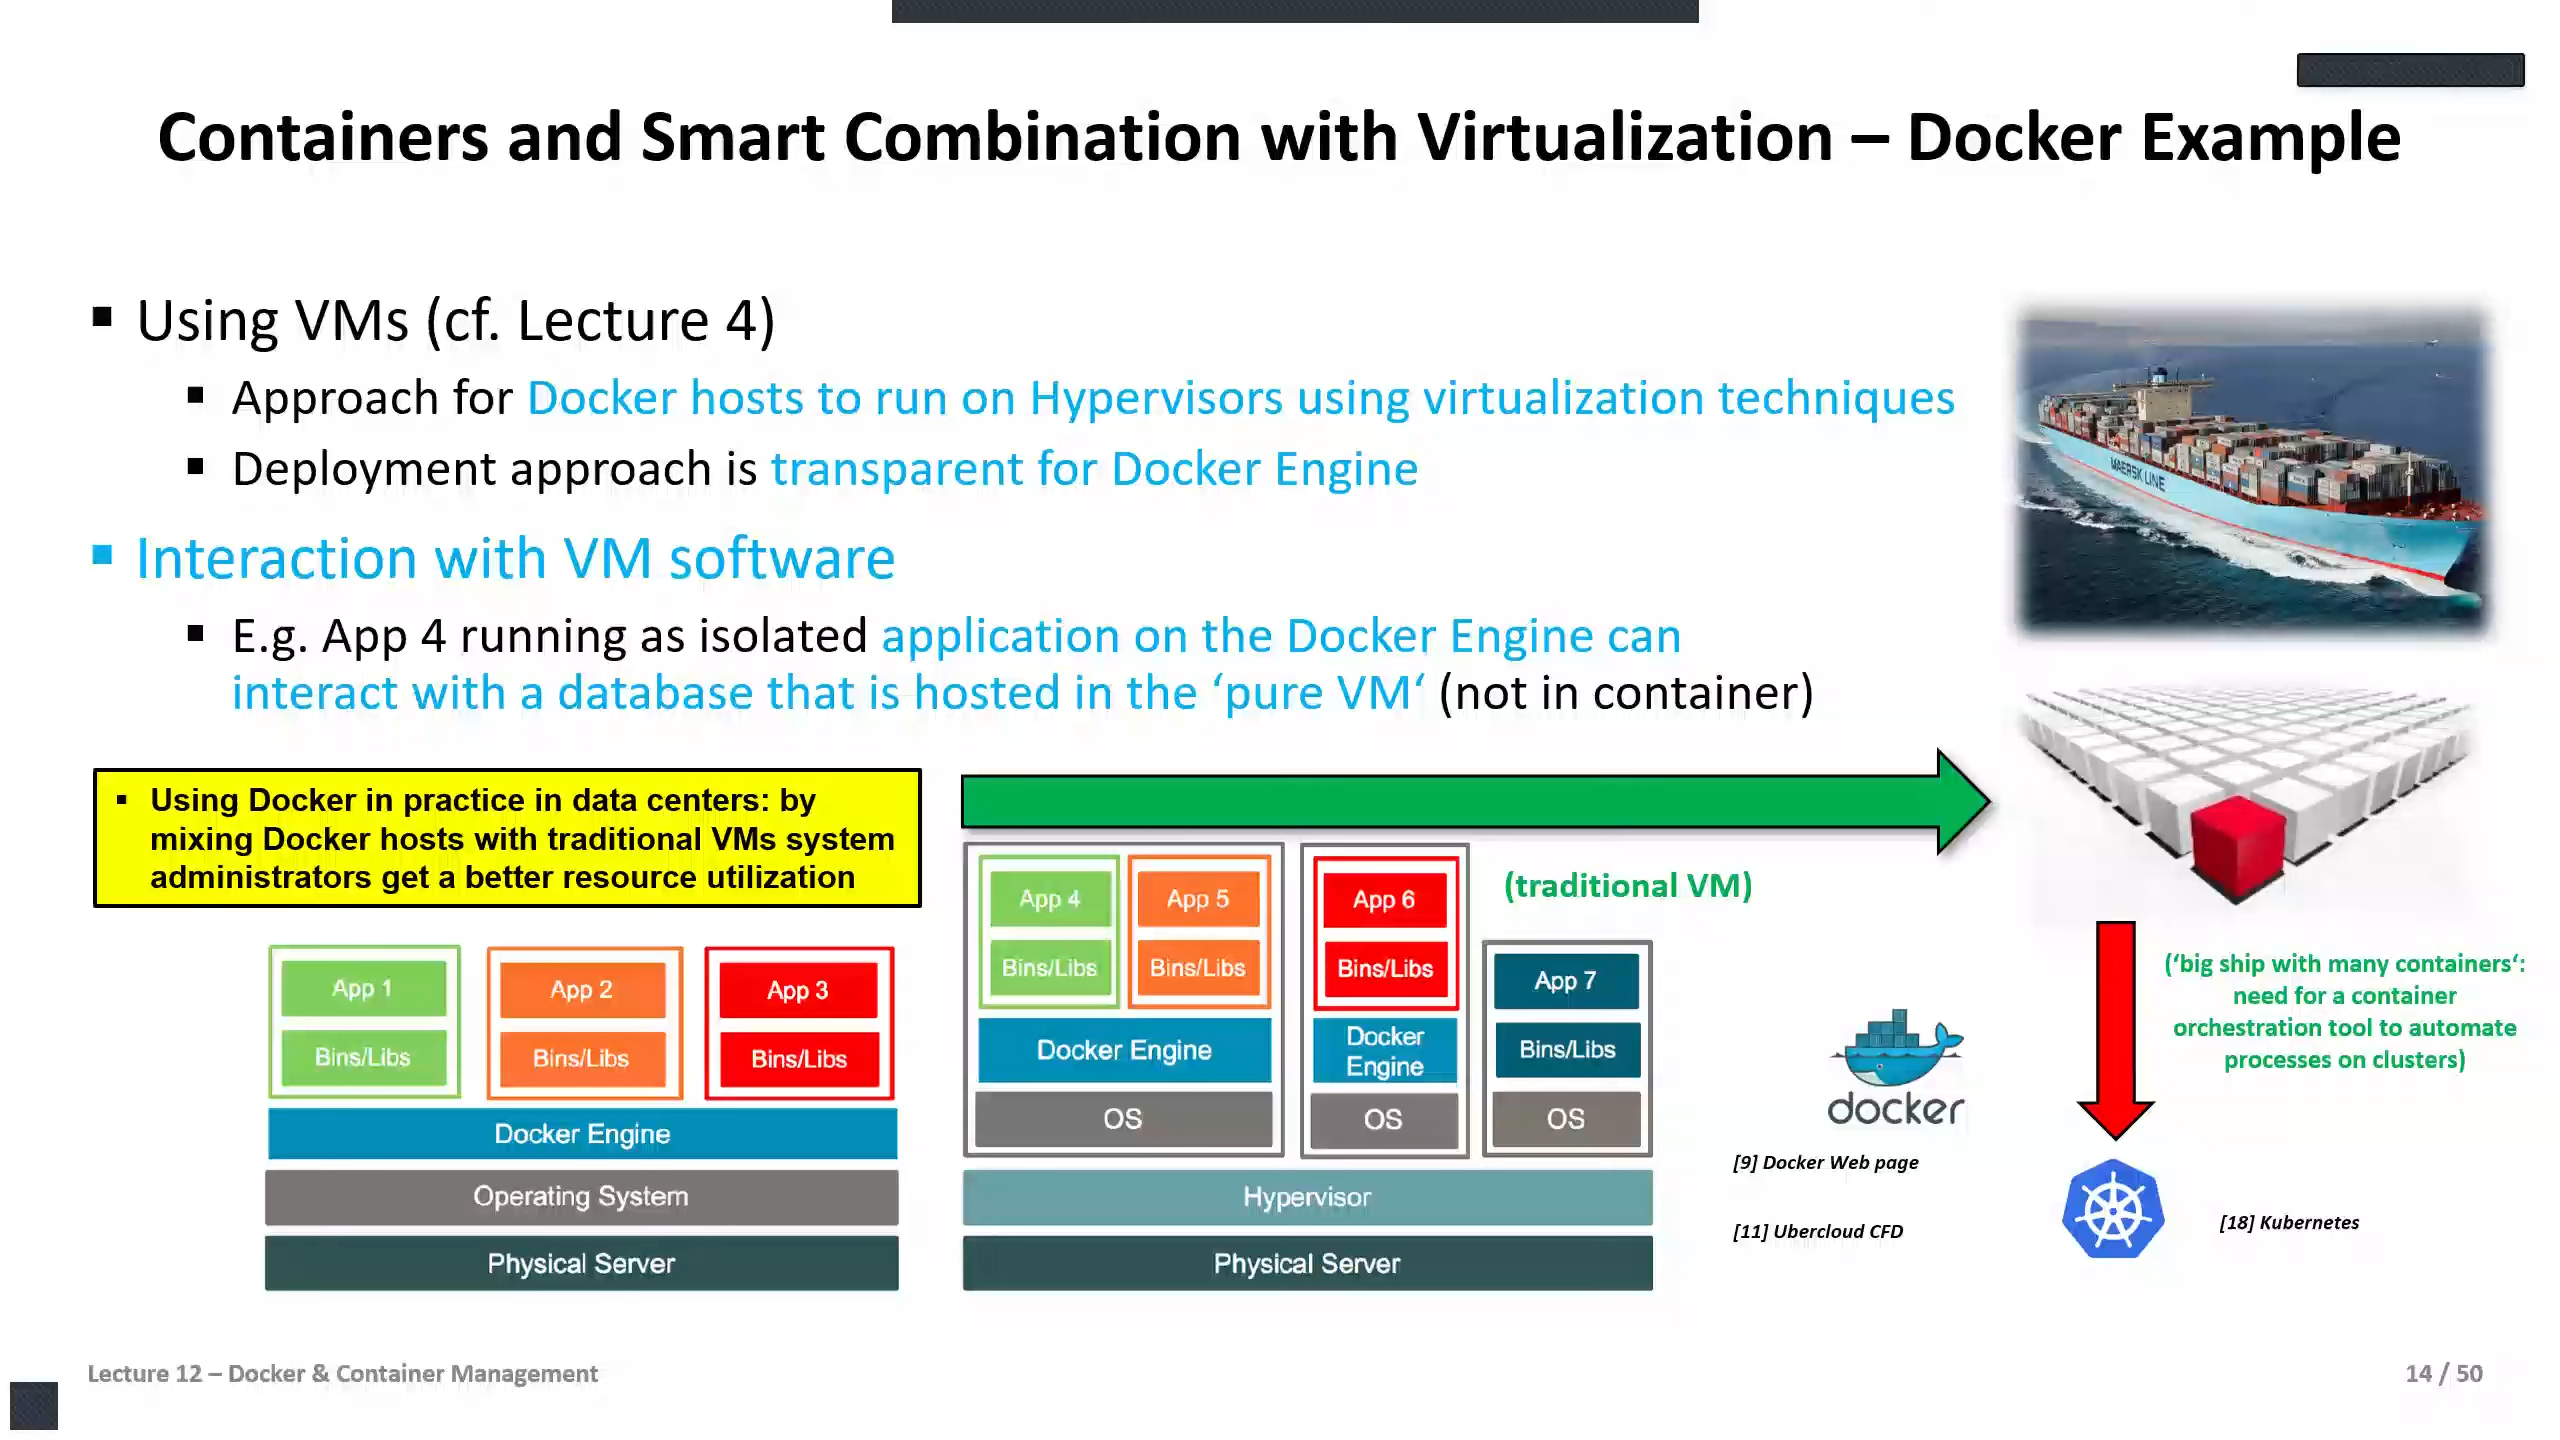 Containers and Smart Combination with Virtualization – Docker Example
▪ Using VMs (cf. Lecture 4)
▪ Approach for Docker hosts to run on Hypervisors using virtualization techniques
▪ Deployment approach is transparent for Docker Engine
▪ Interaction with VM software
▪ E.g. App 4 running as isolated application on the Docker Engine can
interact with a database that is hosted in the ‘pure VM‘ (not in container)
MAERSK LINE
▪ Using Docker in practice in data centers: by
mixing Docker hosts with traditional VMs system
administrators get a better resource utilization
App 1
Bins/Libs
App 2
Bins/Libs
App 3
Bins/Libs
Docker Engine
Operating System
Physical Server
App 4
Bins/Libs
App 5
Bins/Libs
Docker Engine
OS
App 6
Bins/Libs
Docker
Engine
OS
(traditional VM)
App 7
Bins/Libs
OS
Hypervisor
Physical Server
docker
[9] Docker Web page
[11] Ubercloud CFD
(‘big ship with many containers‘:
need for a container
orchestration tool to automate
processes on clusters)
[18] Kubernetes
Lecture 12 – Docker & Container Management
14 / 50